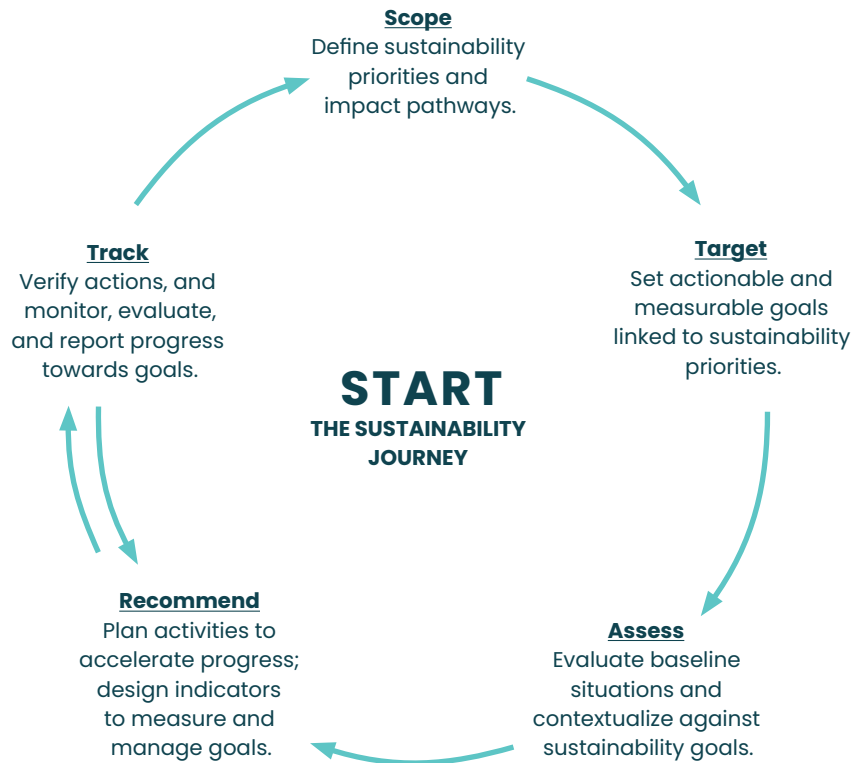 Scope
Define sustainability
priorities and
impact pathways.
Target
Set actionable and
measurable goals
linked to sustainability
priorities.
Assess
Evaluate baseline
situations and
contextualize against
sustainability goals.
Recommend
Plan activities to
accelerate progress;
design indicators
to measure and
manage goals.
Track
Verify actions, and
monitor, evaluate,
and report progress
towards goals.
START
THE SUSTAINABILITY
JOURNEY